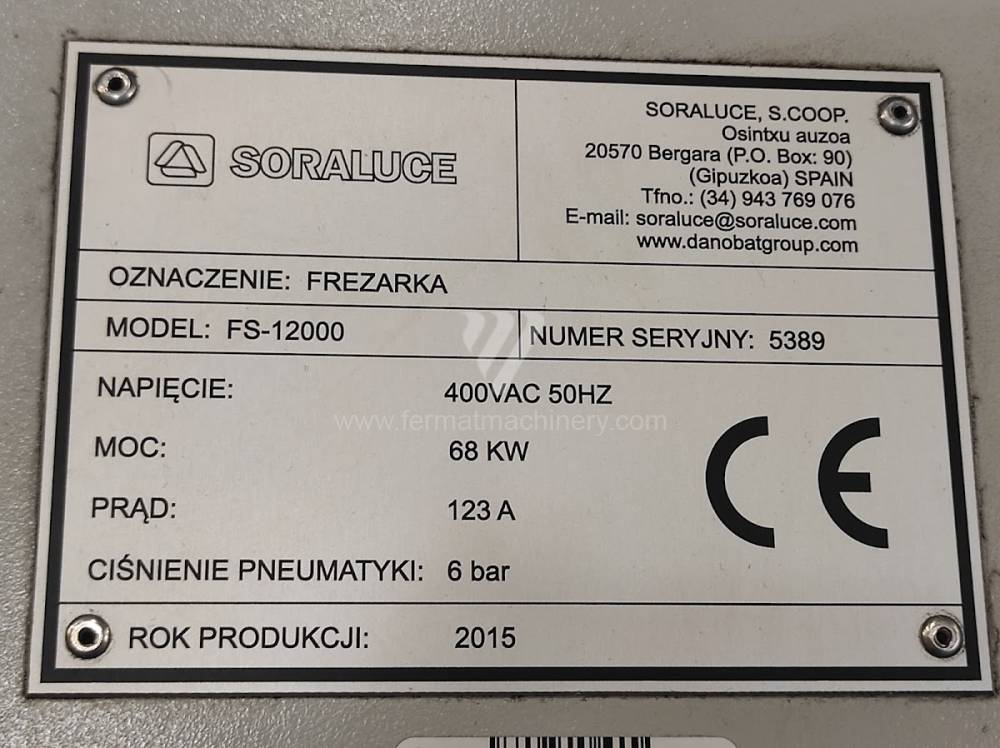 SORALUCE
SORALUCE, S.COOP.
Osintxu auzoa
20570 Bergara (P.O. Box: 90)
(Gipuzkoa) SPAIN
Tfno.: (34) 943 769 076
E-mail: soraluce@soraluce.com
www.danobatgroup.com
OZNACZENIE: FREZARKA
MODEL: FS-12000
NUMER SERYJNY: 5389
NAPIĘCIE: 400VAC 50HZ
www.fermatmachinery.com
MOC: 68 KW
PRĄD: 123 A
CIŚNIENIE PNEUMATYKI: 6 bar
CE
ROK PRODUKCJI: 2015